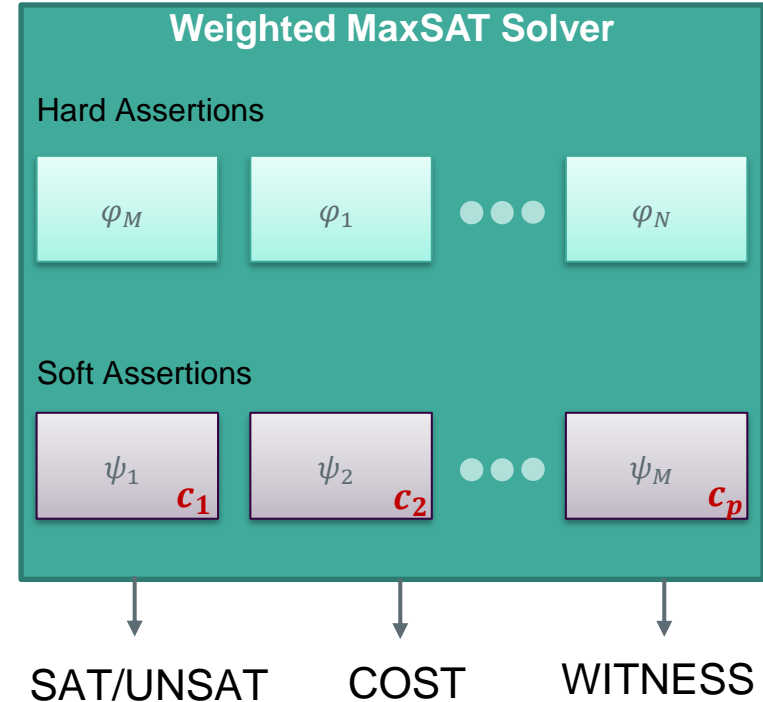 Weighted MaxSAT Solver
Hard Assertions
φ_M φ_1 φ_N
Soft Assertions
ψ_1 c_1 ψ_2 c_2 ψ_M c_p
SAT/UNSAT COST WITNESS